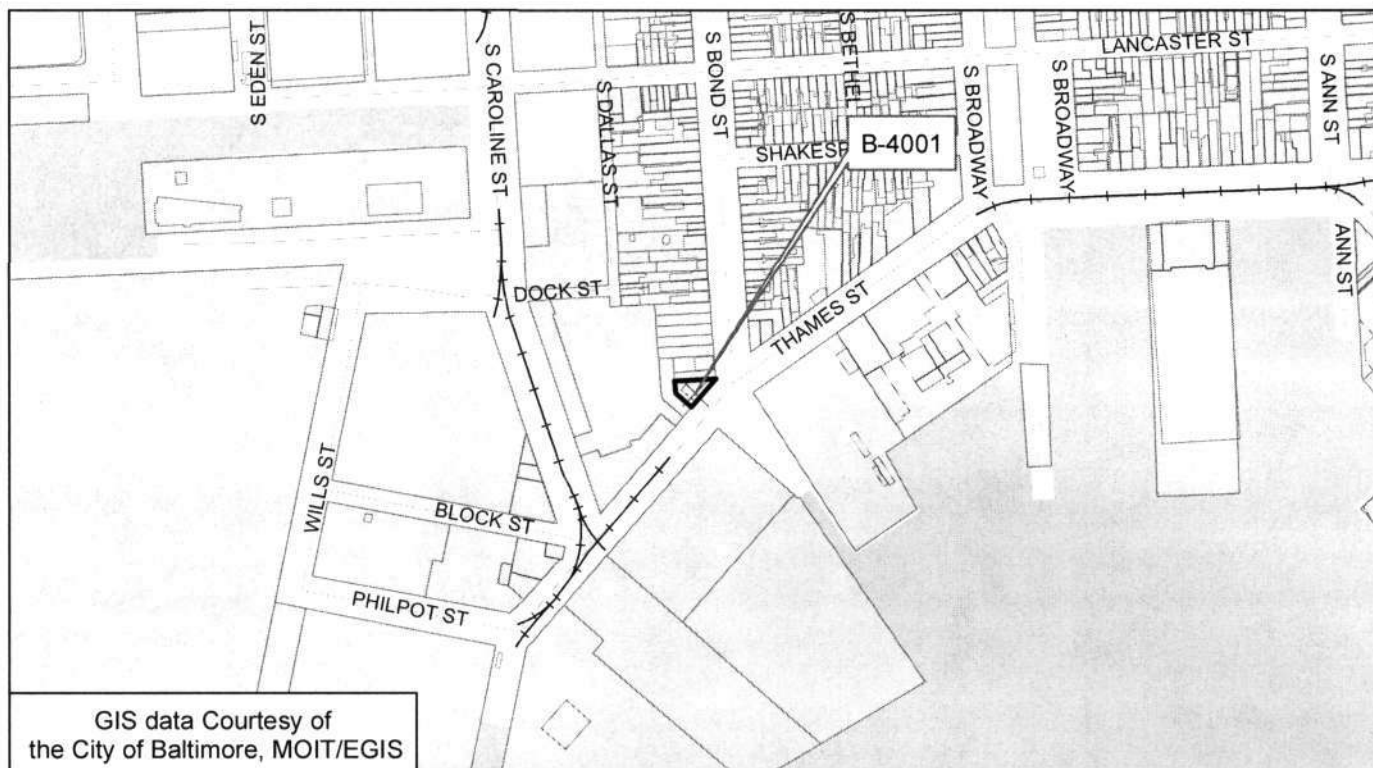 S EDEN ST
S CAROLINE ST
S DALLAS ST
S BOND ST
S BETHEL
S BROADWAY
S BROADWAY
LANCASTER ST
S ANN ST
SHAKESP
B-4001
ANN ST
DOCK ST
THAMES ST
WILLS ST
BLOCK ST
PHILPOT ST
GIS data Courtesy of
the City of Baltimore, MOIT/EGIS